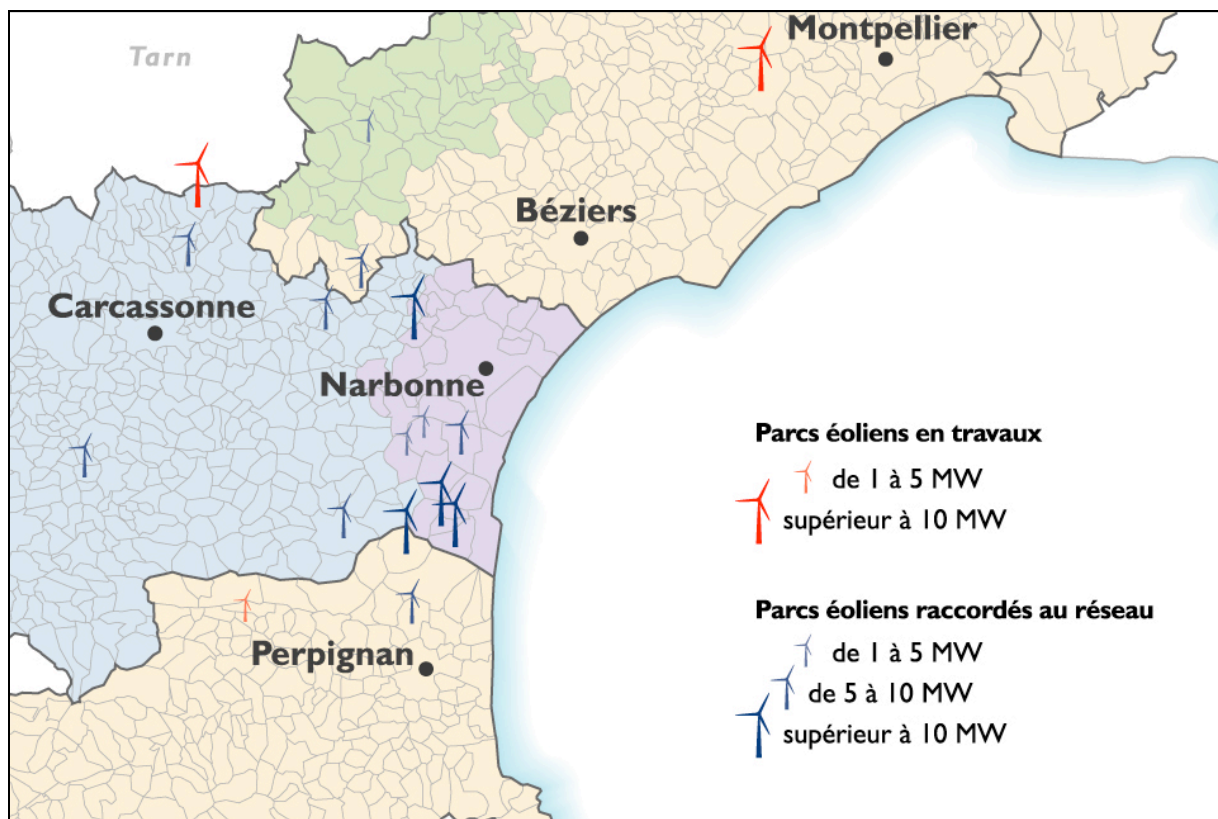 Montpellier
Tarn
Béziers
Carcassonne
Narbonne
Perpignan
Parcs éoliens en travaux
de 1 à 5 MW
supérieur à 10 MW
Parcs éoliens raccordés au réseau
de 1 à 5 MW
de 5 à 10 MW
supérieur à 10 MW